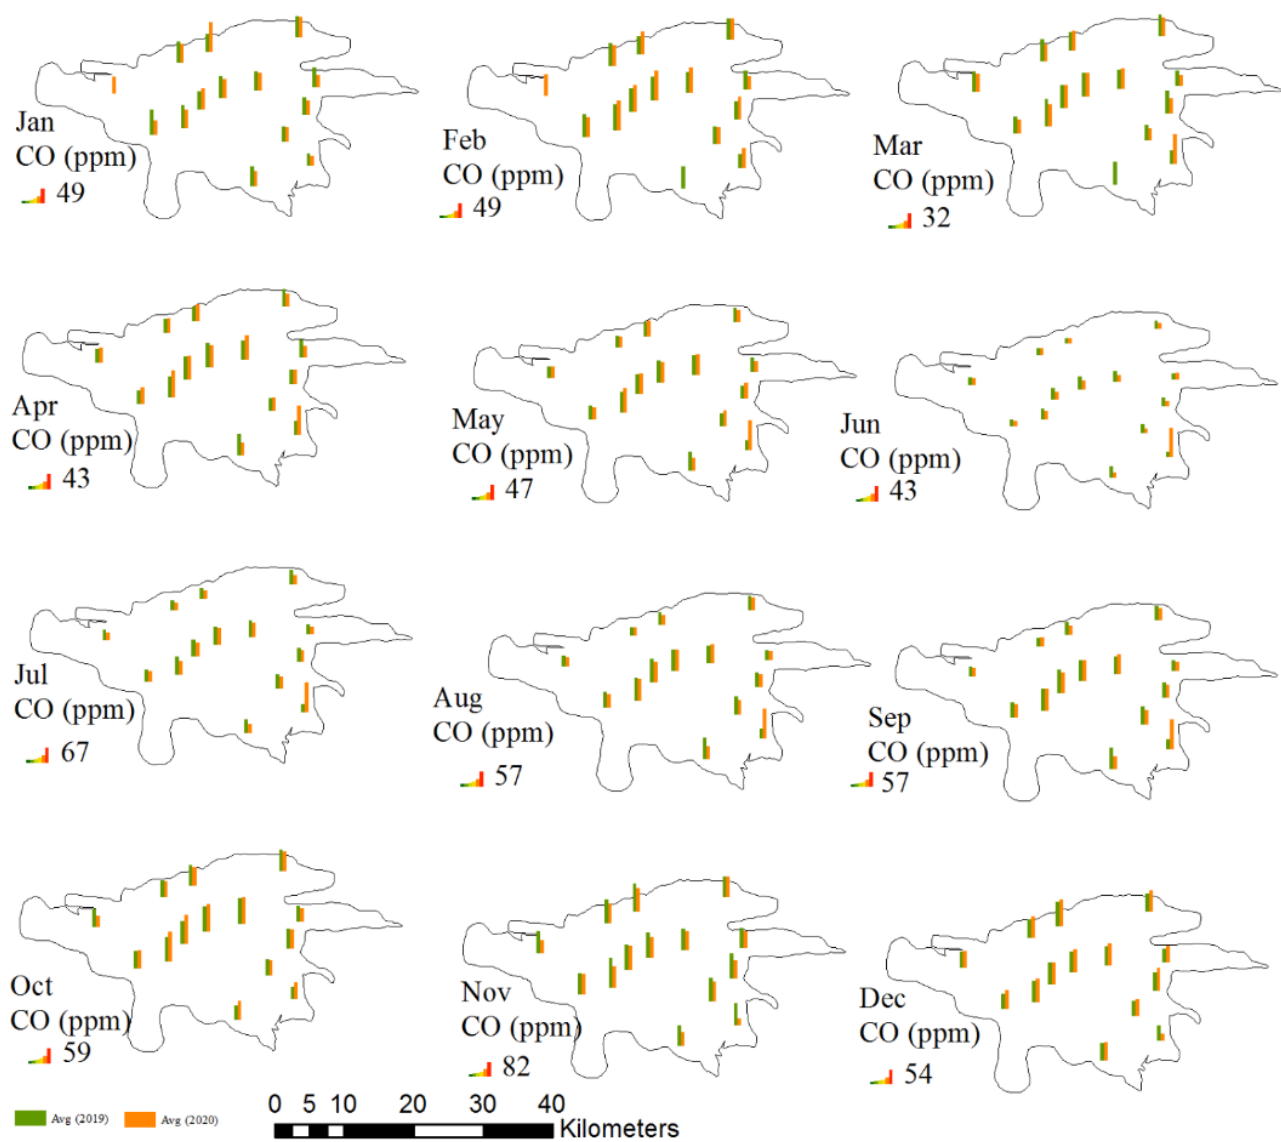 Jan
CO (ppm)
49
Feb
CO (ppm)
49
Mar
CO (ppm)
32
Apr
CO (ppm)
43
May
CO (ppm)
47
Jun
CO (ppm)
43
Jul
CO (ppm)
67
Aug
CO (ppm)
57
Sep
CO (ppm)
57
Oct
CO (ppm)
59
Nov
CO (ppm)
82
Dec
CO (ppm)
54
Avg (2019) Avg (2020)
0 5 10 20 30 40
Kilometers